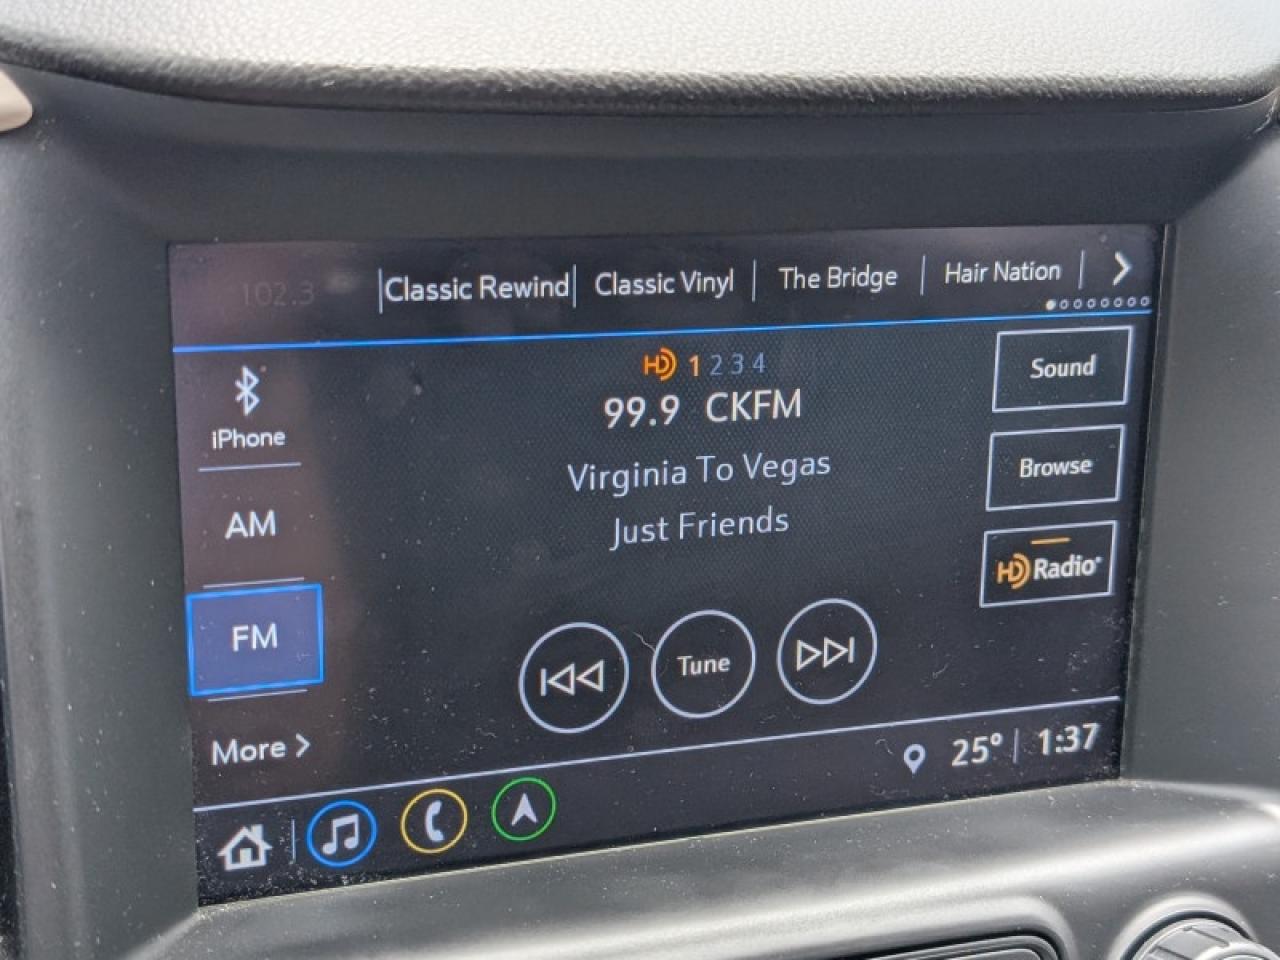 102.3 Classic Rewind Classic Vinyl The Bridge Hair Nation
HD 1 2 3 4
99.9 CKFM
Virginia To Vegas
Just Friends
iPhone
AM
FM
More
Sound
Browse
HD Radio
Tune
25° 1:37